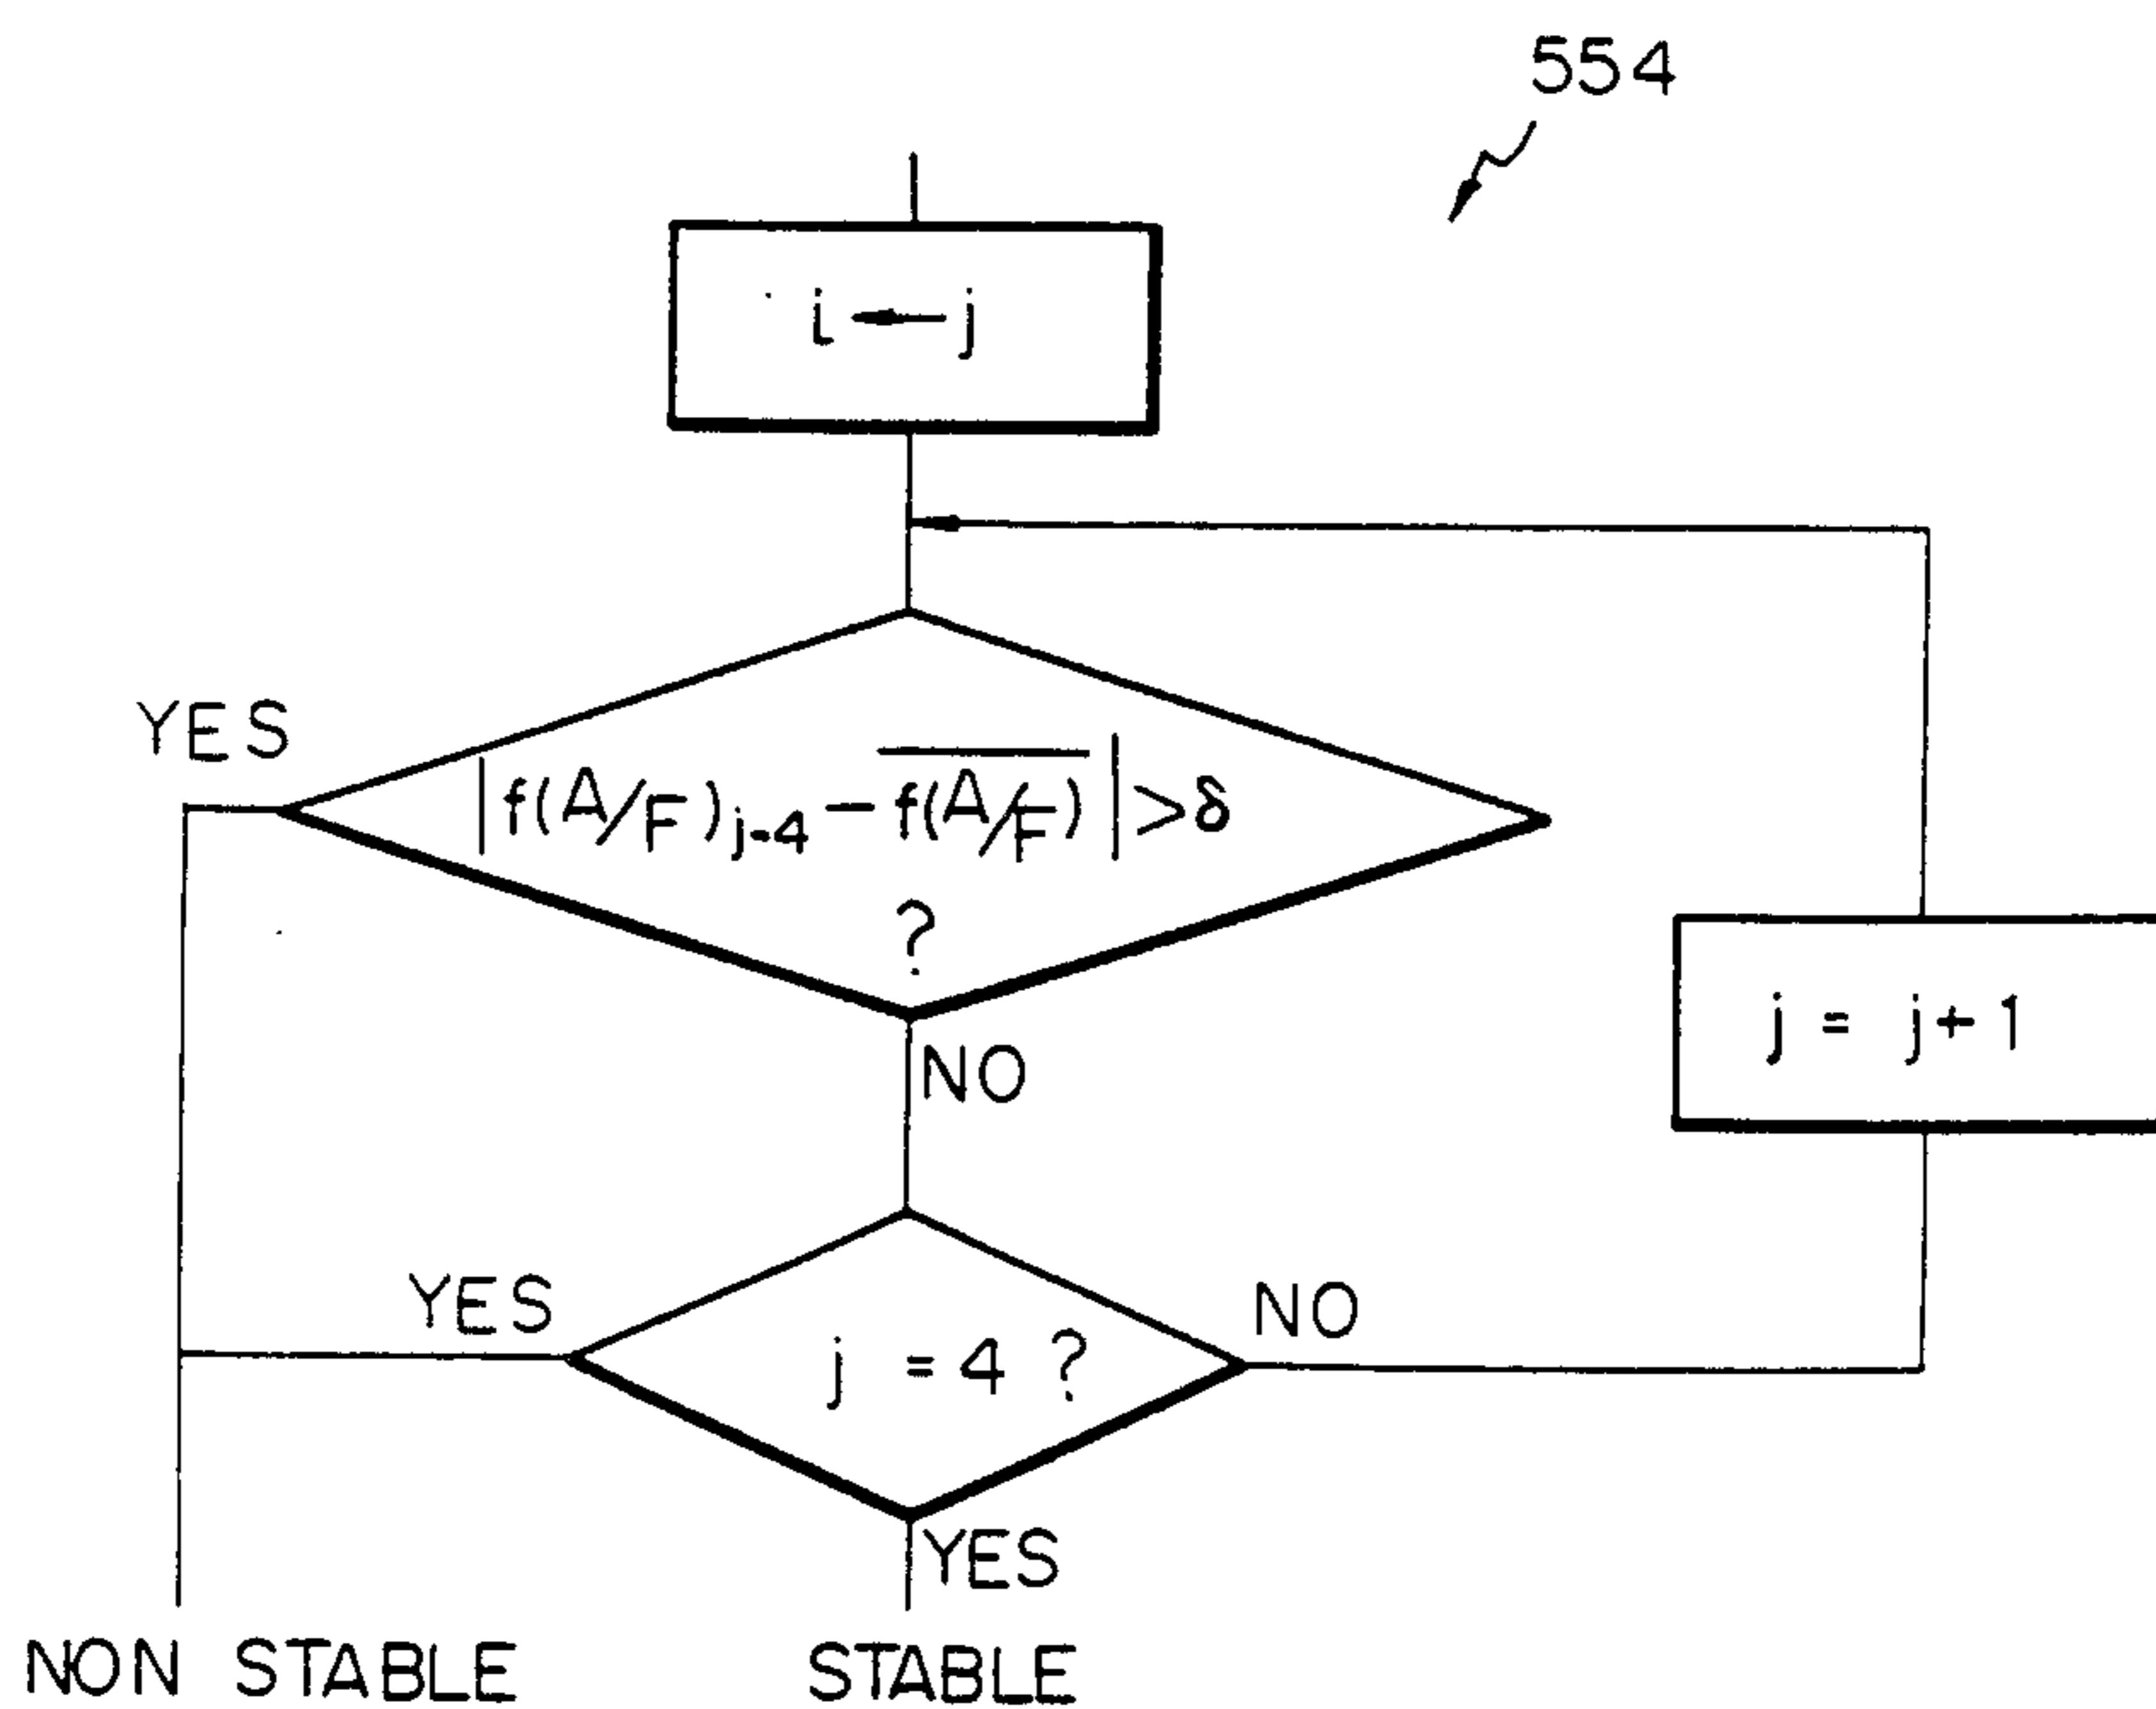 554
i ← j
YES
|f(A/F)j-4 − f̅(̅A̅/̅F̅)̅| > δ
?
NO
j = j+1
YES
j = 4 ?
NO
YES
NON STABLE
STABLE